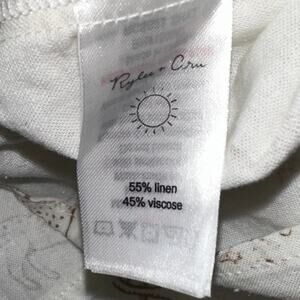 Rylee + Cru
55% linen
45% viscose